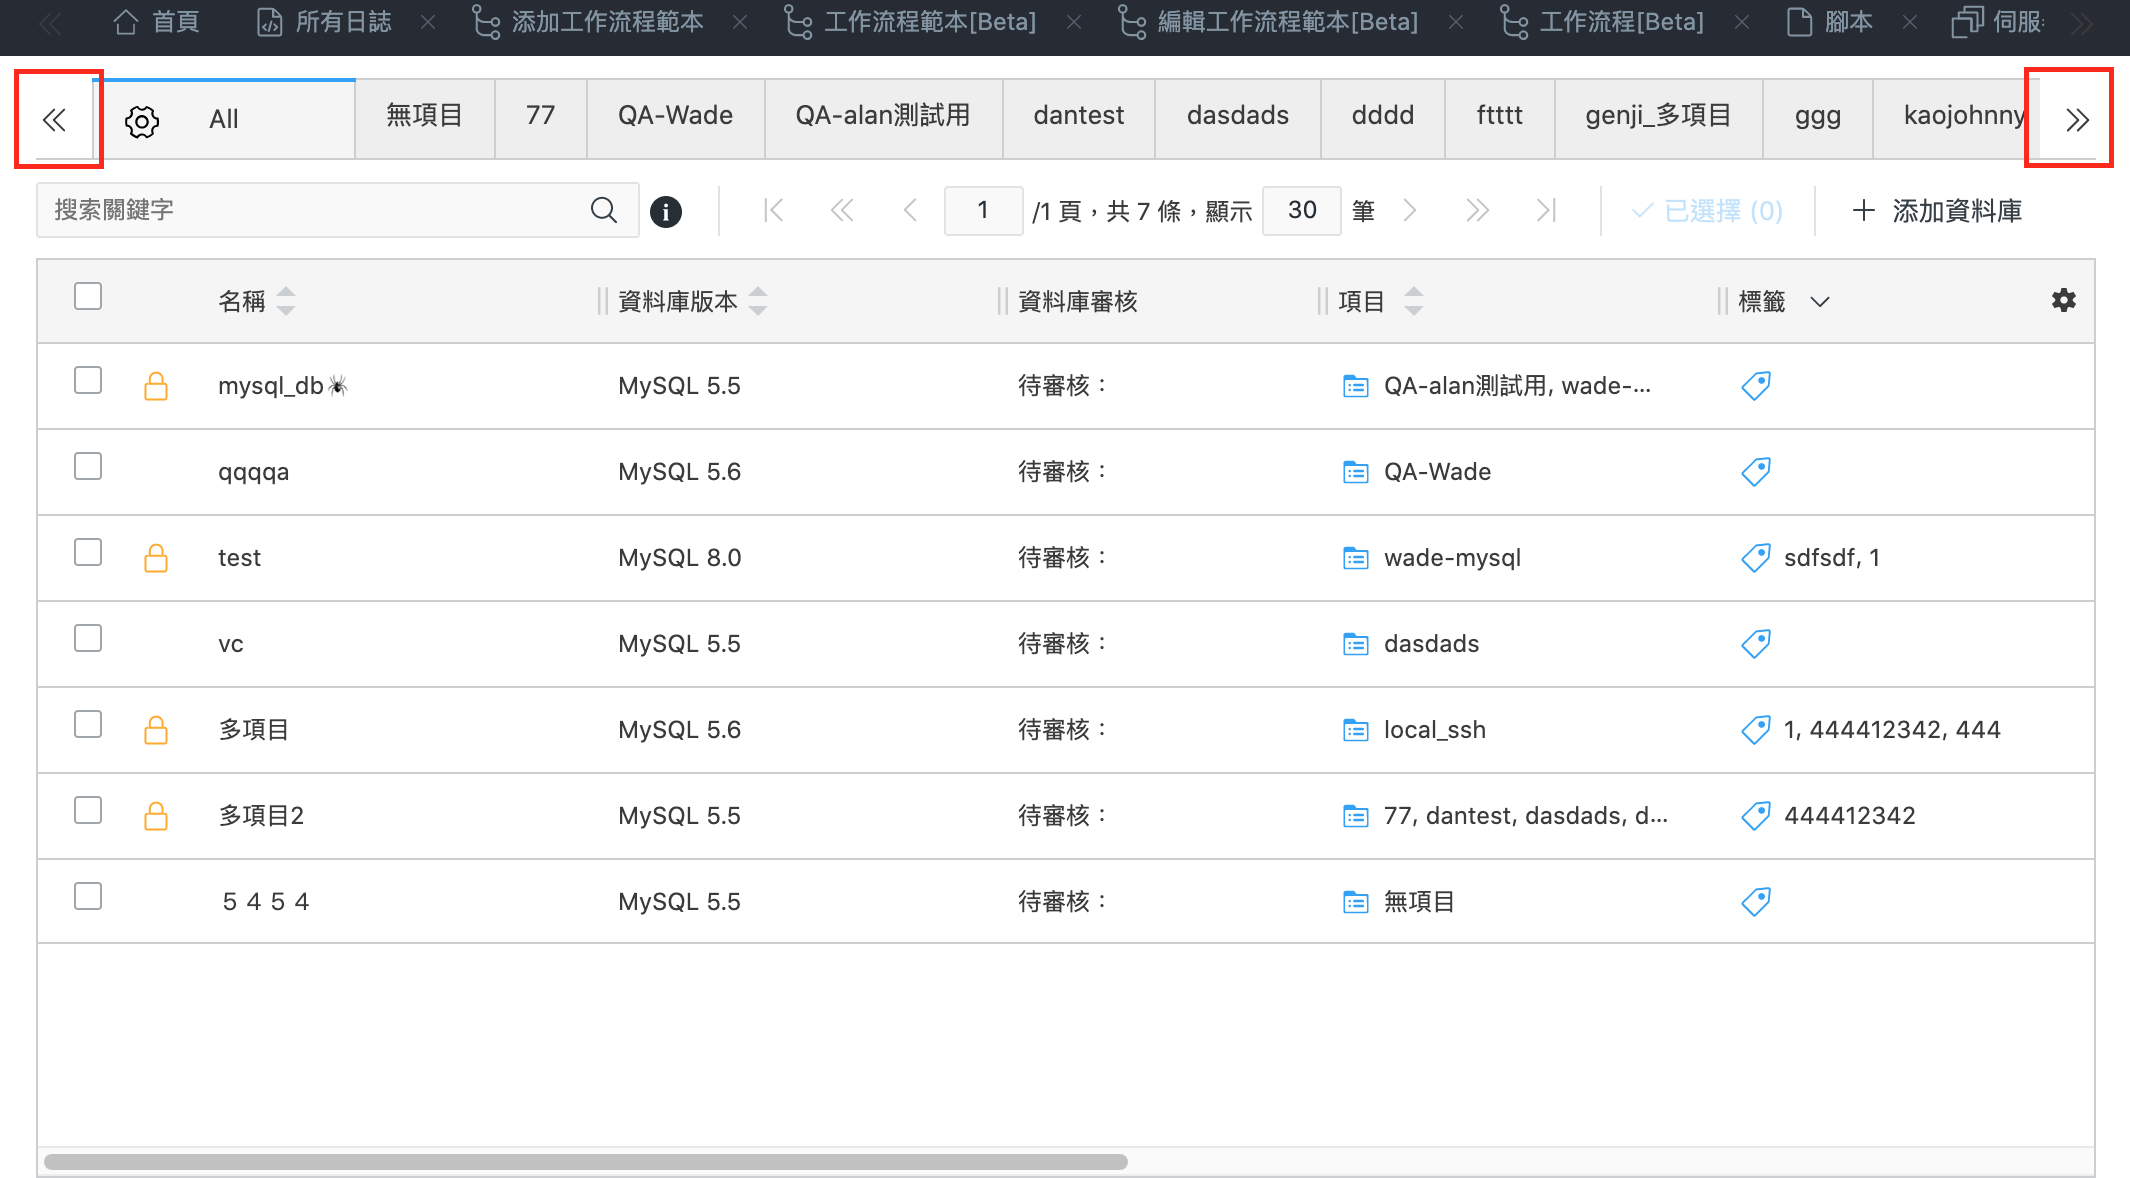 首頁 所有日誌 添加工作流程範本 工作流程範本[Beta] 編輯工作流程範本[Beta] 工作流程[Beta] 腳本 伺服
All 無項目 77 QA-Wade QA-alan測試用 dantest dasdads dddd ftttt genji_多項目 ggg kaojohnny
搜索關鍵字 1 /1 頁，共 7 條，顯示 30 筆 已選擇 (0) 添加資料庫
名稱 資料庫版本 資料庫審核 項目 標籤
mysql_db MySQL 5.5 待審核： QA-alan測試用, wade-...
qqqqa MySQL 5.6 待審核： QA-Wade
test MySQL 8.0 待審核： wade-mysql sdfsdf, 1
vc MySQL 5.5 待審核： dasdads
多項目 MySQL 5.6 待審核： local_ssh 1, 444412342, 444
多項目2 MySQL 5.5 待審核： 77, dantest, dasdads, d... 444412342
５４５４ MySQL 5.5 待審核： 無項目